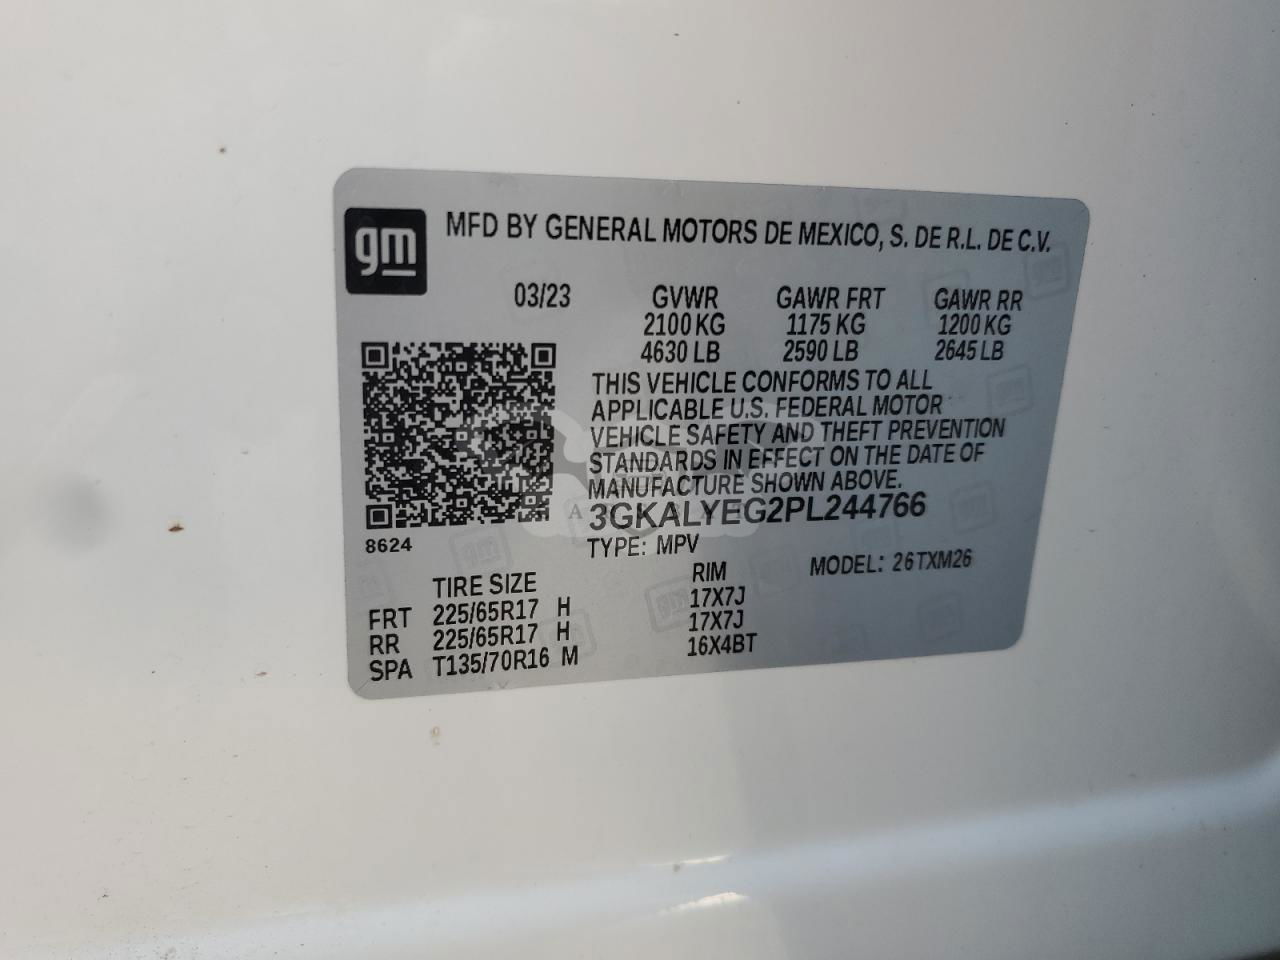 gm
MFD BY GENERAL MOTORS DE MEXICO, S. DE R.L. DE C.V.
03/23 GVWR GAWR FRT GAWR RR
2100 KG 1175 KG 1200 KG
4630 LB 2590 LB 2645 LB
THIS VEHICLE CONFORMS TO ALL
APPLICABLE U.S. FEDERAL MOTOR
VEHICLE SAFETY AND THEFT PREVENTION
STANDARDS IN EFFECT ON THE DATE OF
MANUFACTURE SHOWN ABOVE.
3GKALYEG2PL244766
8624
TYPE: MPV
MODEL: 26TXM26
TIRE SIZE RIM
FRT 225/65R17 H 17X7J
RR 225/65R17 H 17X7J
SPA T135/70R16 M 16X4BT